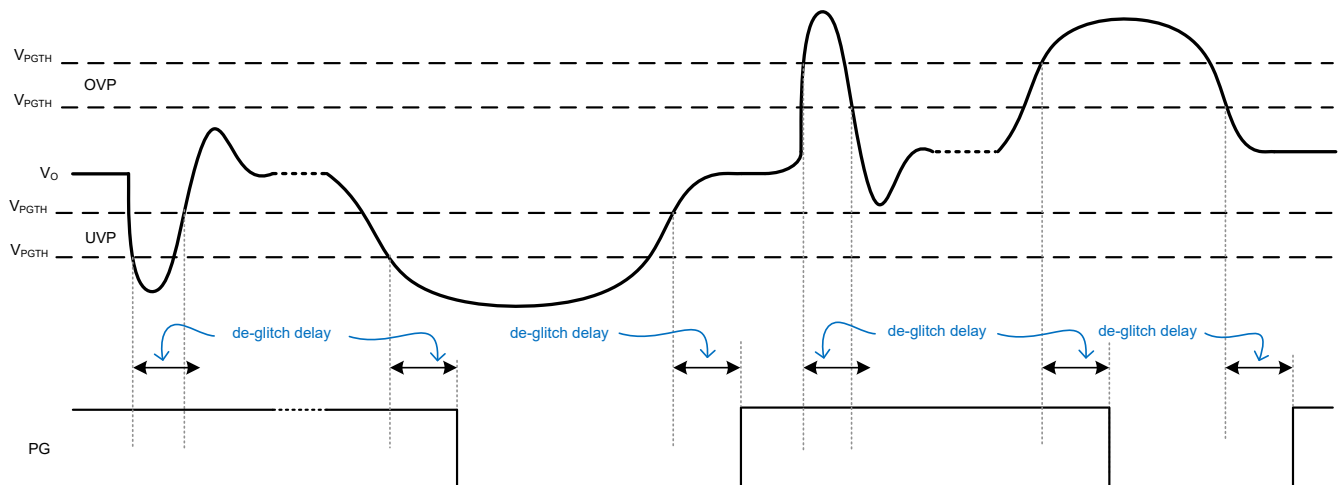 VPGTH
OVP
VPGTH
VO
VPGTH
UVP
VPGTH
de-glitch delay
de-glitch delay
de-glitch delay
de-glitch delay
PG